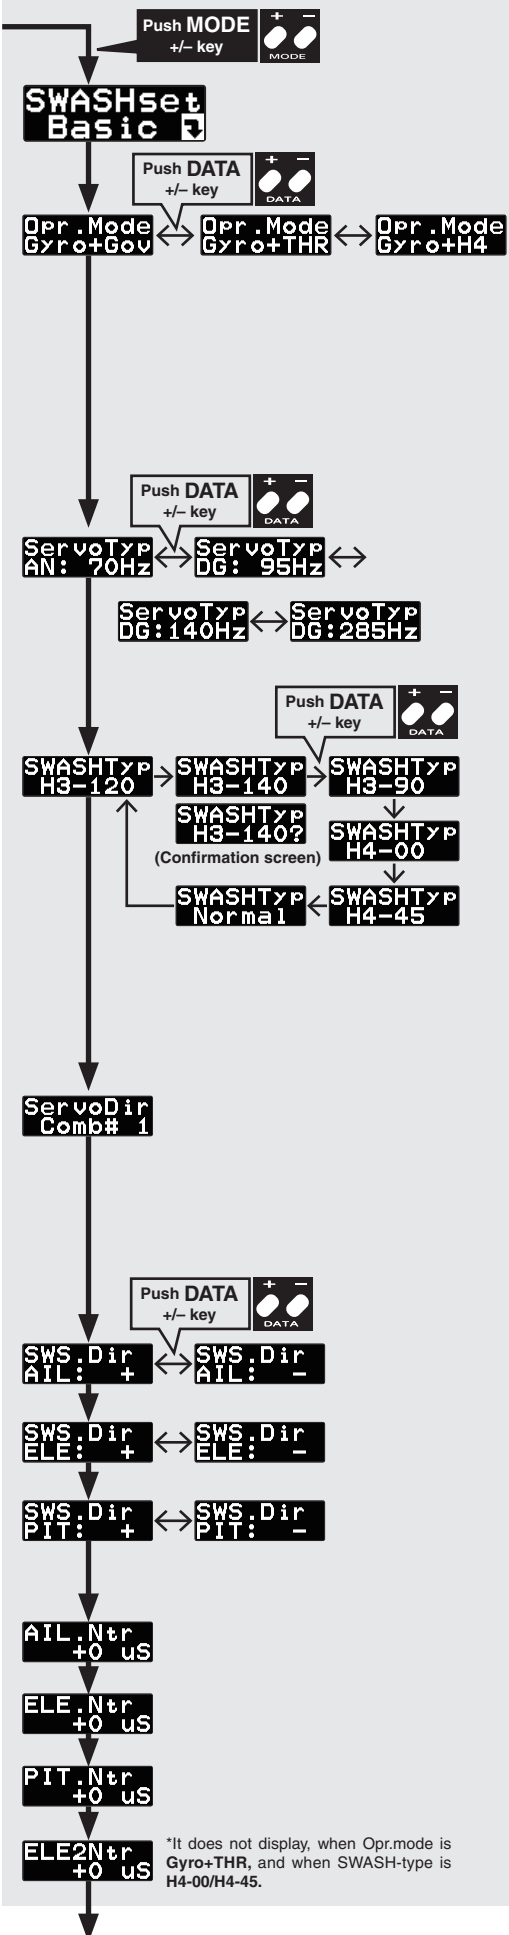 Push MODE
+/– key
+ −
MODE
SWASHset
Basic
Push DATA
+/– key
+ −
DATA
Opr.Mode
Gyro+Gov
Opr.Mode
Gyro+THR
Opr.Mode
Gyro+H4
Push DATA
+/– key
+ −
DATA
ServoTyp
AN: 70Hz
ServoTyp
DG: 95Hz
ServoTyp
DG:140Hz
ServoTyp
DG:285Hz
Push DATA
+/– key
+ −
DATA
SWASHTyp
H3-120
SWASHTyp
H3-140
SWASHTyp
H3-90
SWASHTyp
H3-140?
(Confirmation screen)
SWASHTyp
H4-00
SWASHTyp
H4-45
SWASHTyp
Normal
ServoDir
Comb# 1
Push DATA
+/– key
+ −
DATA
SWS.Dir
AIL: +
SWS.Dir
AIL: -
SWS.Dir
ELE: +
SWS.Dir
ELE: -
SWS.Dir
PIT: +
SWS.Dir
PIT: -
AIL.Ntr
+0 uS
ELE.Ntr
+0 uS
PIT.Ntr
+0 uS
ELE2Ntr
+0 uS
*It does not display, when Opr.mode is
Gyro+THR, and when SWASH-type is
H4-00/H4-45.